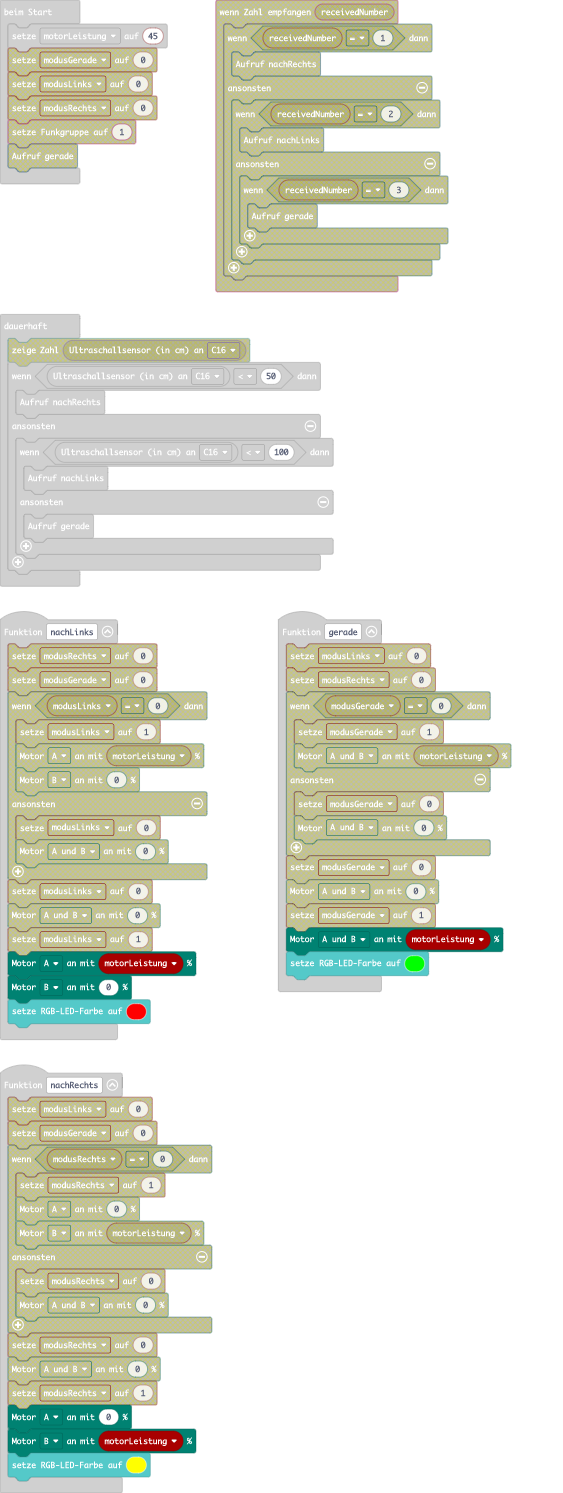 beim Start
setze motorLeistung auf 45
setze modusGerade auf 0
setze modusLinks auf 0
setze modusRechts auf 0
setze Funkgruppe auf 1
Aufruf gerade
wenn Zahl empfangen receivedNumber
wenn receivedNumber = 1 dann
Aufruf nachRechts
ansonsten
wenn receivedNumber = 2 dann
Aufruf nachLinks
ansonsten
wenn receivedNumber = 3 dann
Aufruf gerade
dauerhaft
zeige Zahl Ultraschallsensor (in cm) an C16
wenn Ultraschallsensor (in cm) an C16 < 50 dann
Aufruf nachRechts
ansonsten
wenn Ultraschallsensor (in cm) an C16 < 100 dann
Aufruf nachLinks
ansonsten
Aufruf gerade
Funktion nachLinks
setze modusRechts auf 0
setze modusGerade auf 0
wenn modusLinks = 0 dann
setze modusLinks auf 1
Motor A an mit motorLeistung %
Motor B an mit 0 %
ansonsten
setze modusLinks auf 0
Motor A und B an mit 0 %
setze modusLinks auf 0
Motor A und B an mit 0 %
setze modusLinks auf 1
Motor A an mit motorLeistung %
Motor B an mit 0 %
setze RGB-LED-Farbe auf
Funktion gerade
setze modusLinks auf 0
setze modusRechts auf 0
wenn modusGerade = 0 dann
setze modusGerade auf 1
Motor A und B an mit motorLeistung %
ansonsten
setze modusGerade auf 0
Motor A und B an mit 0 %
setze modusGerade auf 0
Motor A und B an mit 0 %
setze modusGerade auf 1
Motor A und B an mit motorLeistung %
setze RGB-LED-Farbe auf
Funktion nachRechts
setze modusLinks auf 0
setze modusGerade auf 0
wenn modusRechts = 0 dann
setze modusRechts auf 1
Motor A an mit 0 %
Motor B an mit motorLeistung %
ansonsten
setze modusRechts auf 0
Motor A und B an mit 0 %
setze modusRechts auf 0
Motor A und B an mit 0 %
setze modusRechts auf 1
Motor A an mit 0 %
Motor B an mit motorLeistung %
setze RGB-LED-Farbe auf